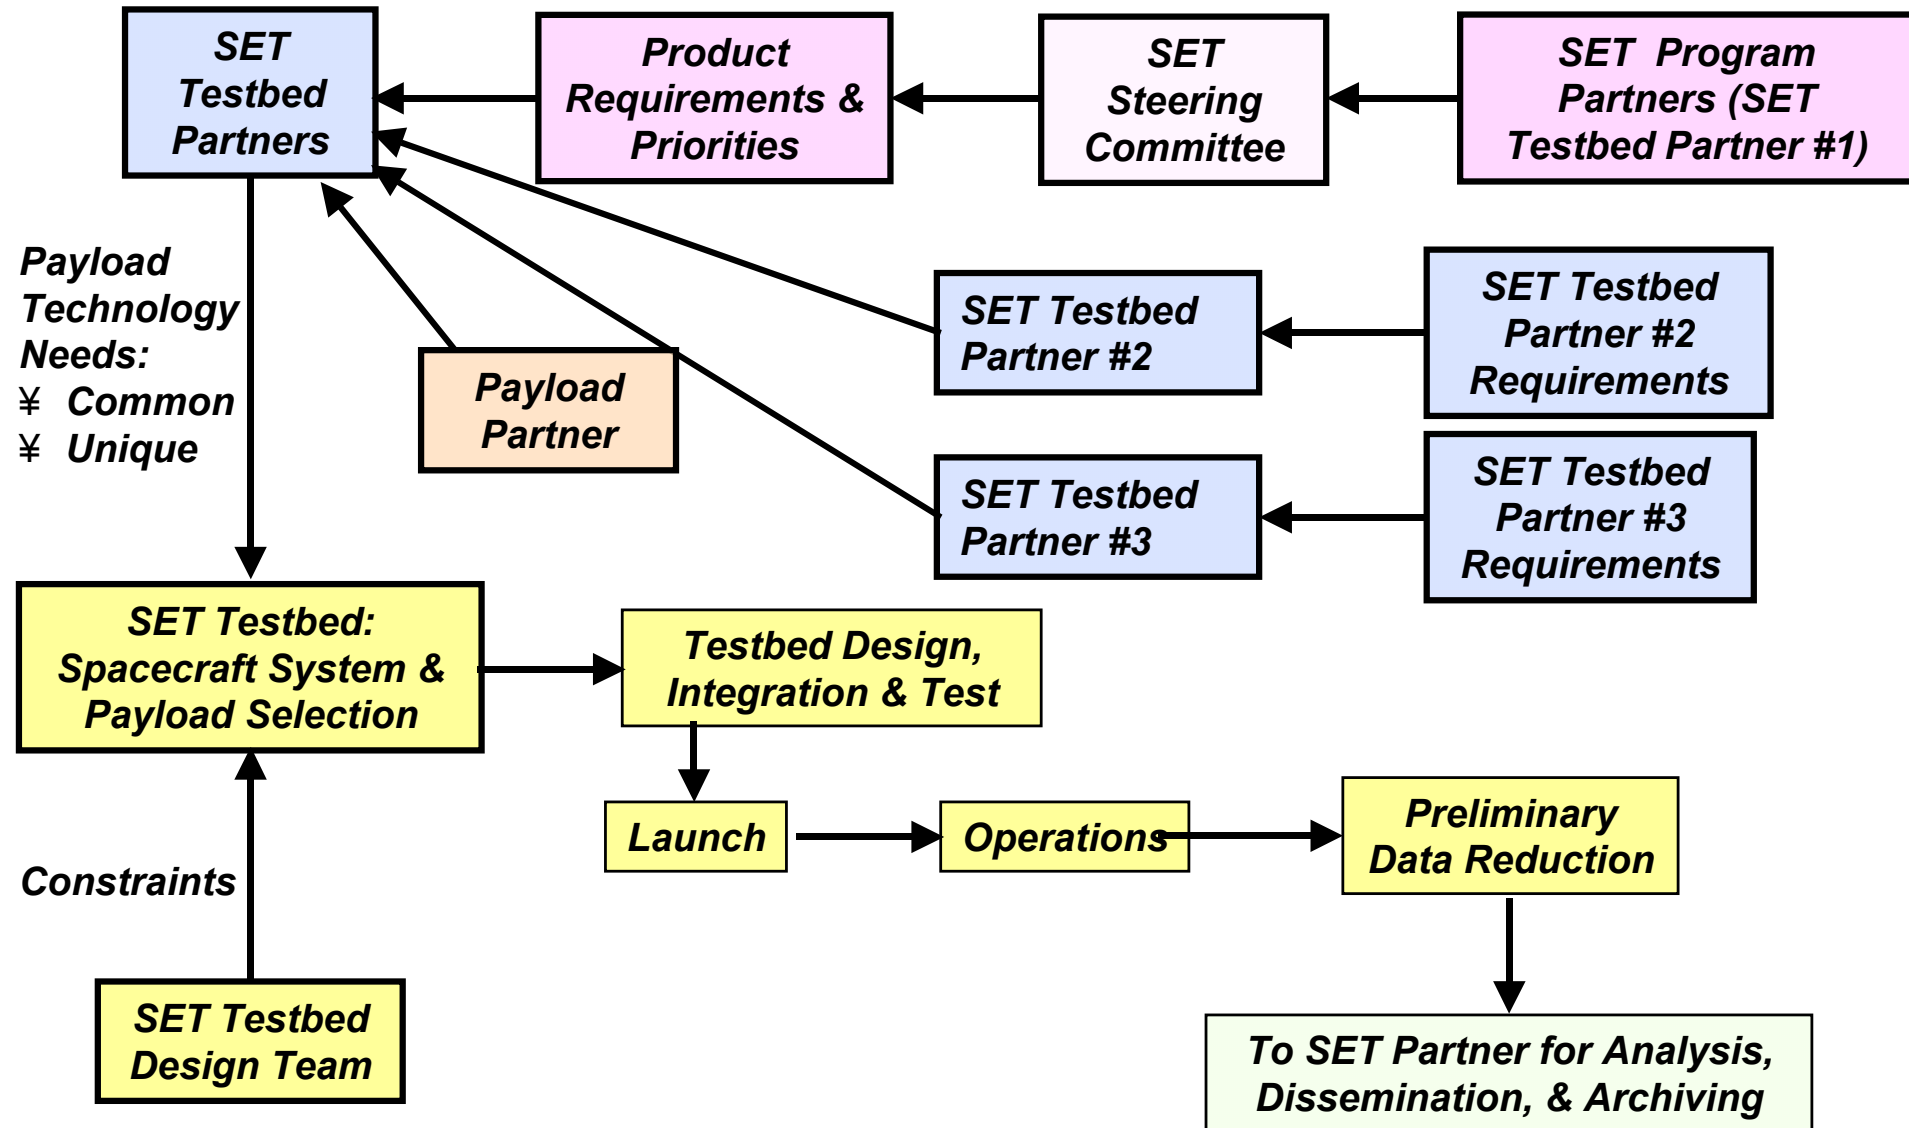 SET
Testbed
Partners
Product
Requirements &
Priorities
SET
Steering
Committee
SET Program
Partners (SET
Testbed Partner #1)
Payload
Technology
Needs:
¥ Common
¥ Unique
Payload
Partner
SET Testbed
Partner #2
SET Testbed
Partner #2
Requirements
SET Testbed
Partner #3
SET Testbed
Partner #3
Requirements
SET Testbed:
Spacecraft System &
Payload Selection
Testbed Design,
Integration & Test
Launch
Operations
Preliminary
Data Reduction
Constraints
SET Testbed
Design Team
To SET Partner for Analysis,
Dissemination, & Archiving